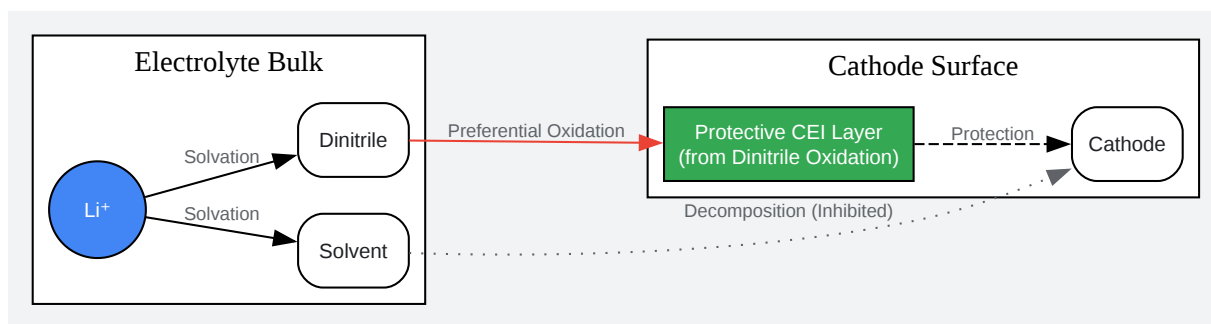 Electrolyte Bulk
Cathode Surface
Li⁺
Solvation
Solvation
Dinitrile
Solvent
Preferential Oxidation
Protective CEI Layer
(from Dinitrile Oxidation)
Protection
Cathode
Decomposition (Inhibited)